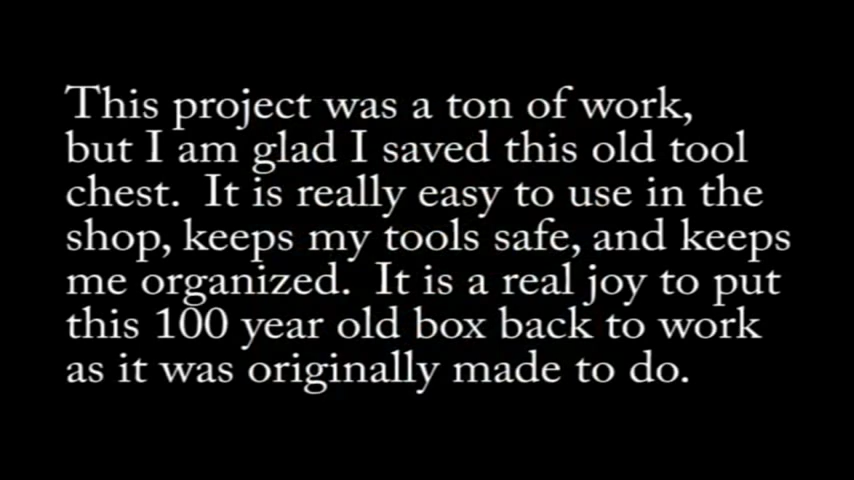 This project was a ton of work,
but I am glad I saved this old tool
chest.  It is really easy to use in the
shop, keeps my tools safe, and keeps
me organized.  It is a real joy to put
this 100 year old box back to work
as it was originally made to do.